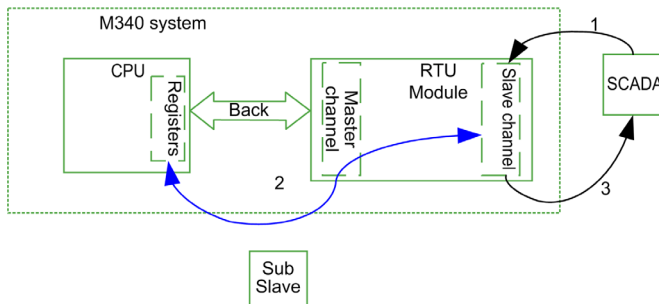 M340 system
CPU
Registers
Back
Master
channel
RTU
Module
Slave channel
SCADA
1
2
3
Sub
Slave